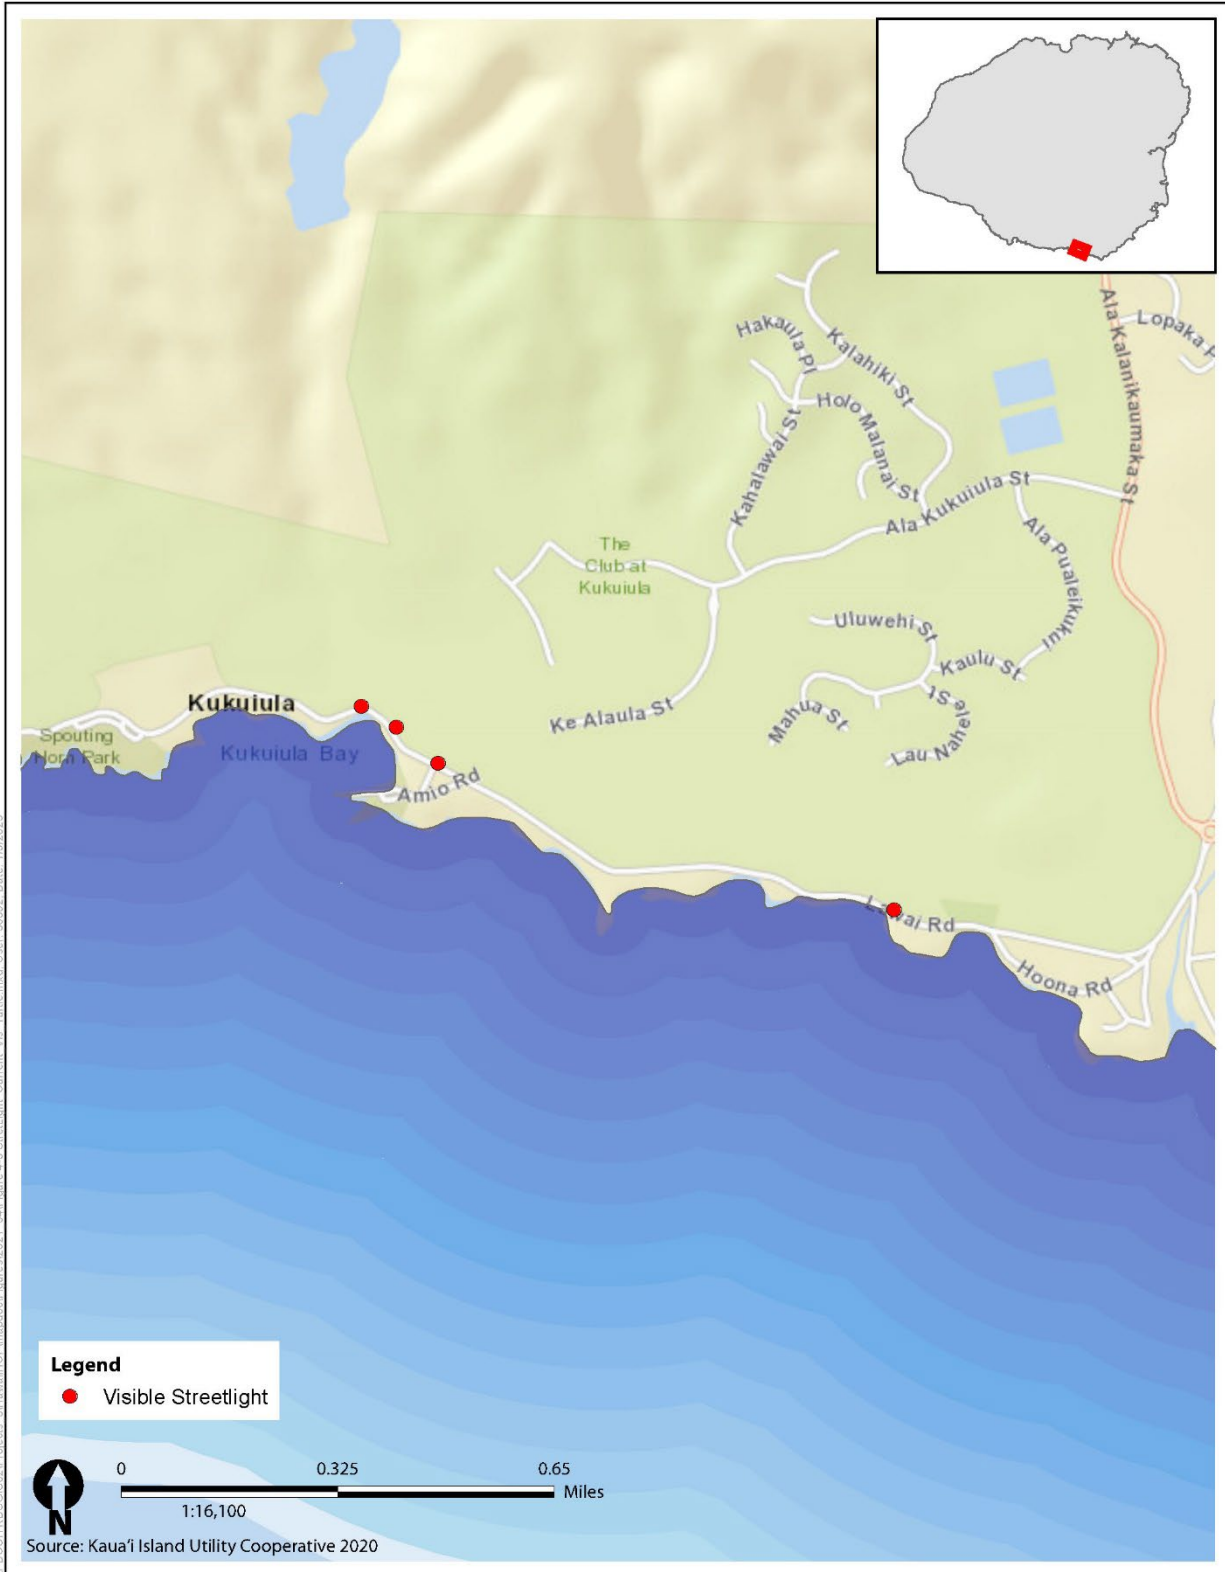 Ala Kalanikaumaka St
Lopaka P
Hakaula Pl
Kalahiki St
Holo Malanai St
Kahalawai St
Ala Kukuiula St
Ala Pualeikukui
The
Club at
Kukuiula
Uluwehi St
Kaulu St
Ke Alaula St
Mahua St
Lau Nahele St
Kukuiula
Spouting
Horn Park
Kukuiula Bay
Amio Rd
Lawai Rd
Hoona Rd
Legend
Visible Streetlight
0 0.325 0.65
Miles
1:16,100
N
Source: Kaua‘i Island Utility Cooperative 2020